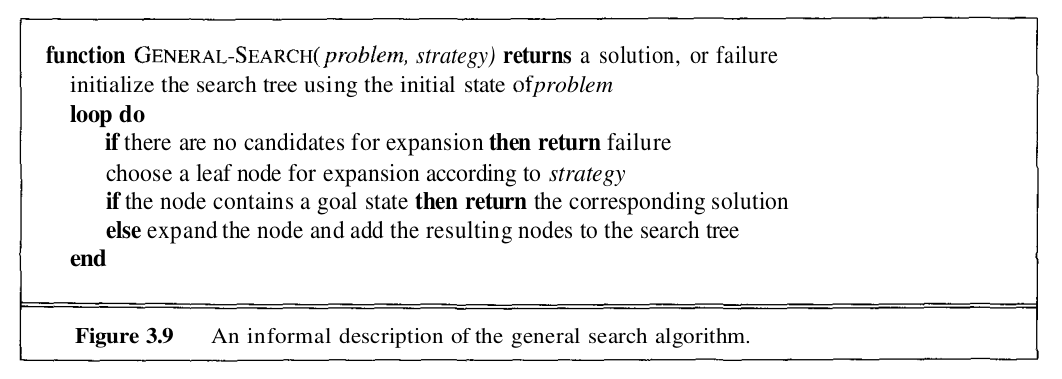 function GENERAL-SEARCH( problem, strategy) returns a solution, or failure
initialize the search tree using the initial state of problem
loop do
if there are no candidates for expansion then return failure
choose a leaf node for expansion according to strategy
if the node contains a goal state then return the corresponding solution
else expand the node and add the resulting nodes to the search tree
end
Figure 3.9 An informal description of the general search algorithm.